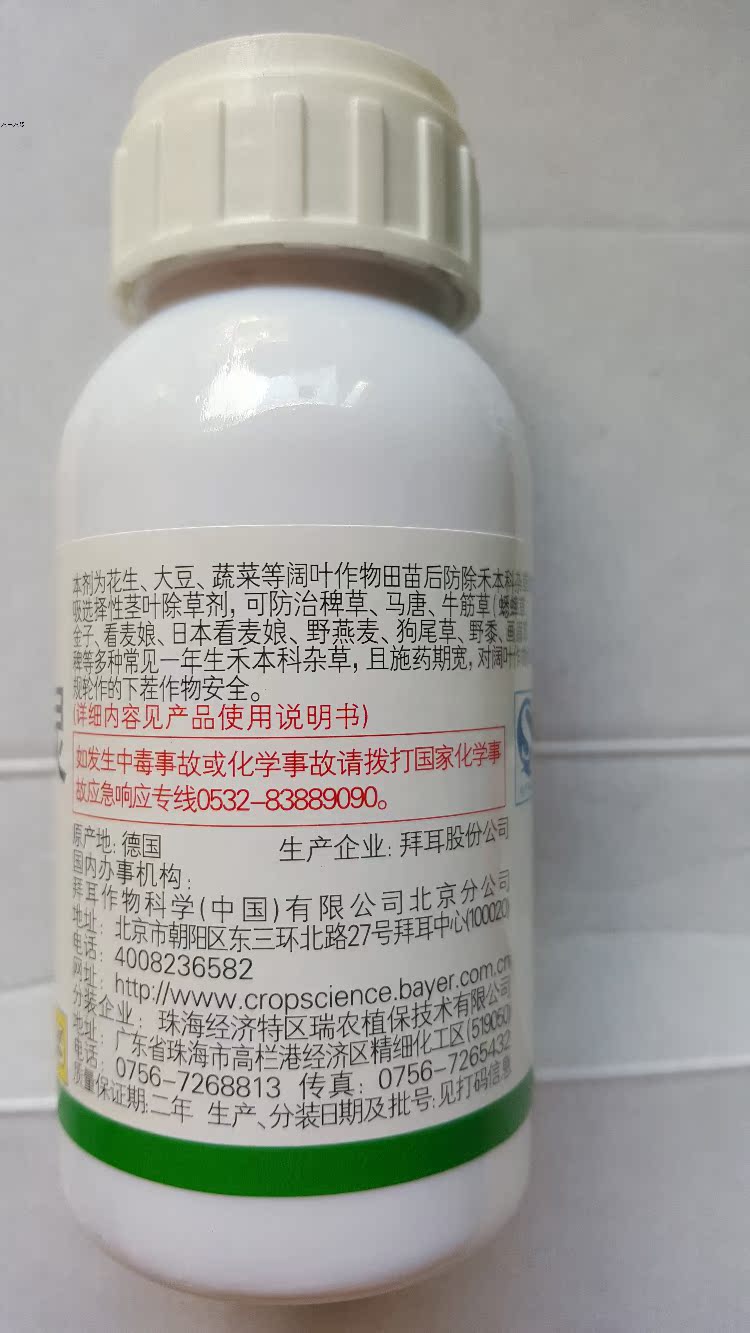 本剂为花生、大豆、蔬菜等阔叶作物田苗后防除禾本科
吸选择性茎叶除草剂，可防治稗草、马唐、牛筋草(蟋蟀
金子、看麦娘、日本看麦娘、野燕麦、狗尾草、野黍、画眉
稗等多种常见一年生禾本科杂草，且施药期宽，对阔叶作
规轮作的下茬作物安全。
(详细内容见产品使用说明书)
如发生中毒事故或化学事故请拨打国家化学事
故应急响应专线0532-83889090。
原产地：德国 生产企业：拜耳股份公司
国内办事机构：
拜耳作物科学(中国)有限公司北京分公司
地址：北京市朝阳区东三环北路27号拜耳中心(100020)
电话：4008236582
网址：http://www.cropscience.bayer.com.cn
分装企业：珠海经济特区瑞农植保技术有限公司
地址：广东省珠海市高栏港经济区精细化工区(519050)
电话：0756-7268813 传真：0756-7265432
质量保证期：二年 生产、分装日期及批号：见打码信息